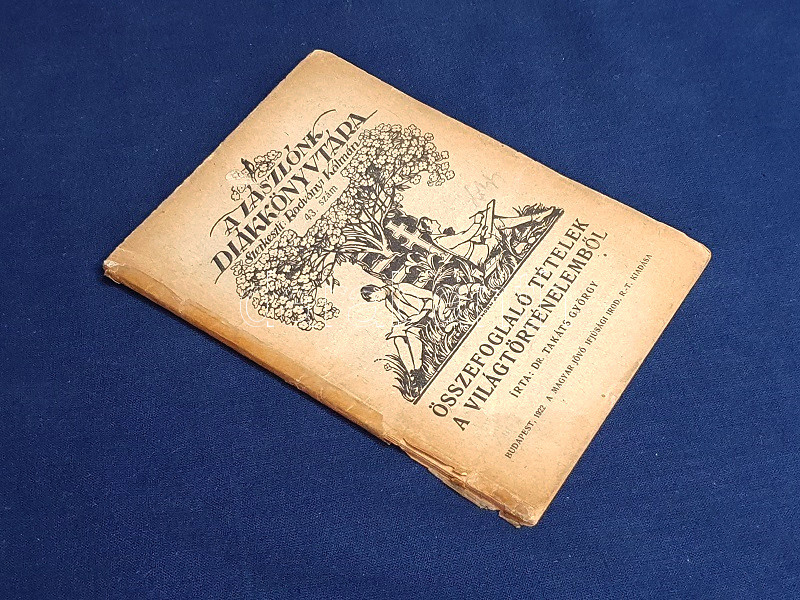 A ZÁSZLÓNK
DIÁKKÖNYVTÁRA
Szerkeszti: Radványi Kálmán
43. szám
ÖSSZEFOGLALÓ TÉTELEK
A VILÁGTÖRTÉNELEMBŐL
ÍRTA: DR. TAKÁTS GYÖRGY
BUDAPEST, 1922 A MAGYAR JÖVŐ IFJÚSÁGI IROD. R.-T. KIADÁSA